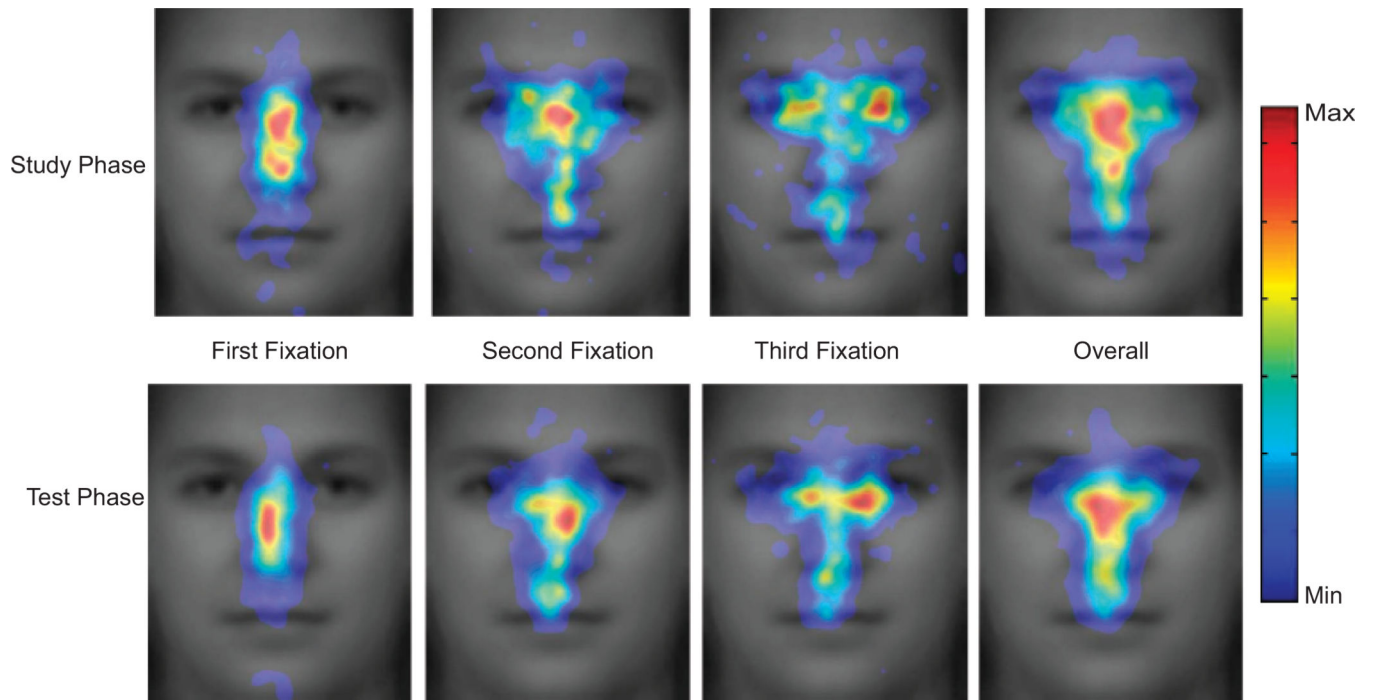 Max
Study Phase
First Fixation
Second Fixation
Third Fixation
Overall
Test Phase
Min